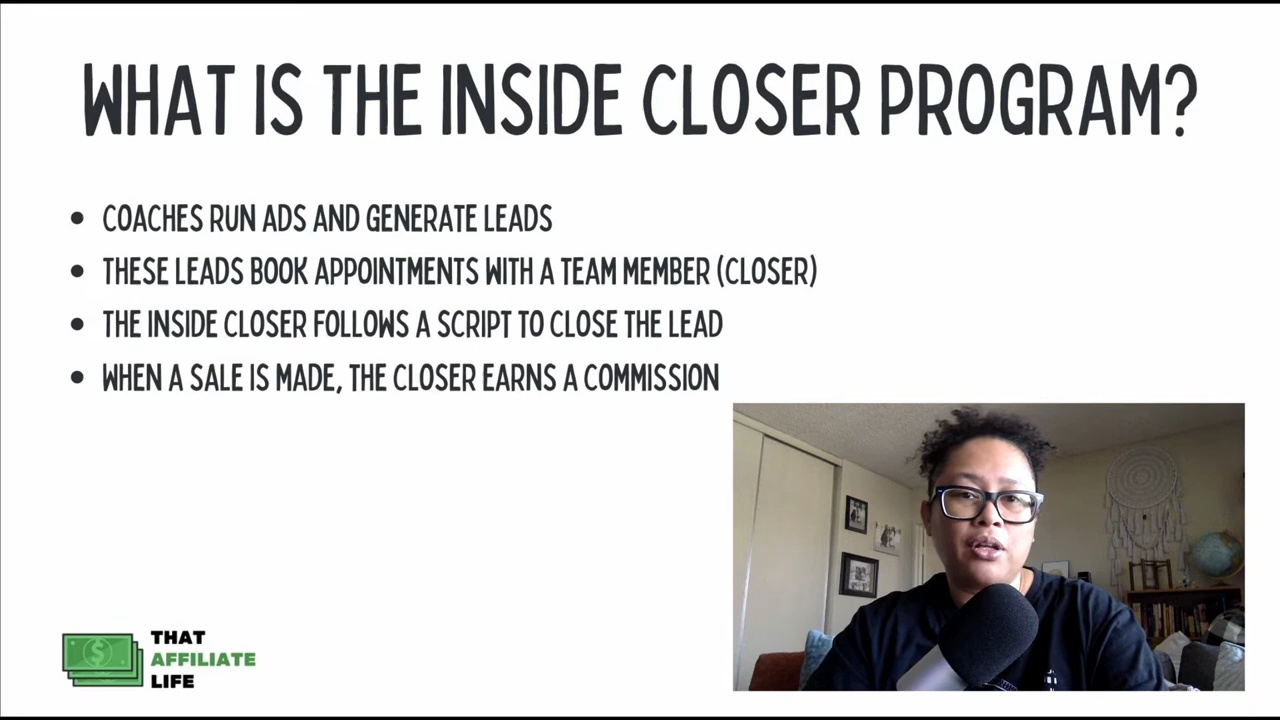 WHAT IS THE INSIDE CLOSER PROGRAM?
• COACHES RUN ADS AND GENERATE LEADS
• THESE LEADS BOOK APPOINTMENTS WITH A TEAM MEMBER (CLOSER)
• THE INSIDE CLOSER FOLLOWS A SCRIPT TO CLOSE THE LEAD
• WHEN A SALE IS MADE, THE CLOSER EARNS A COMMISSION
THAT
AFFILIATE
LIFE